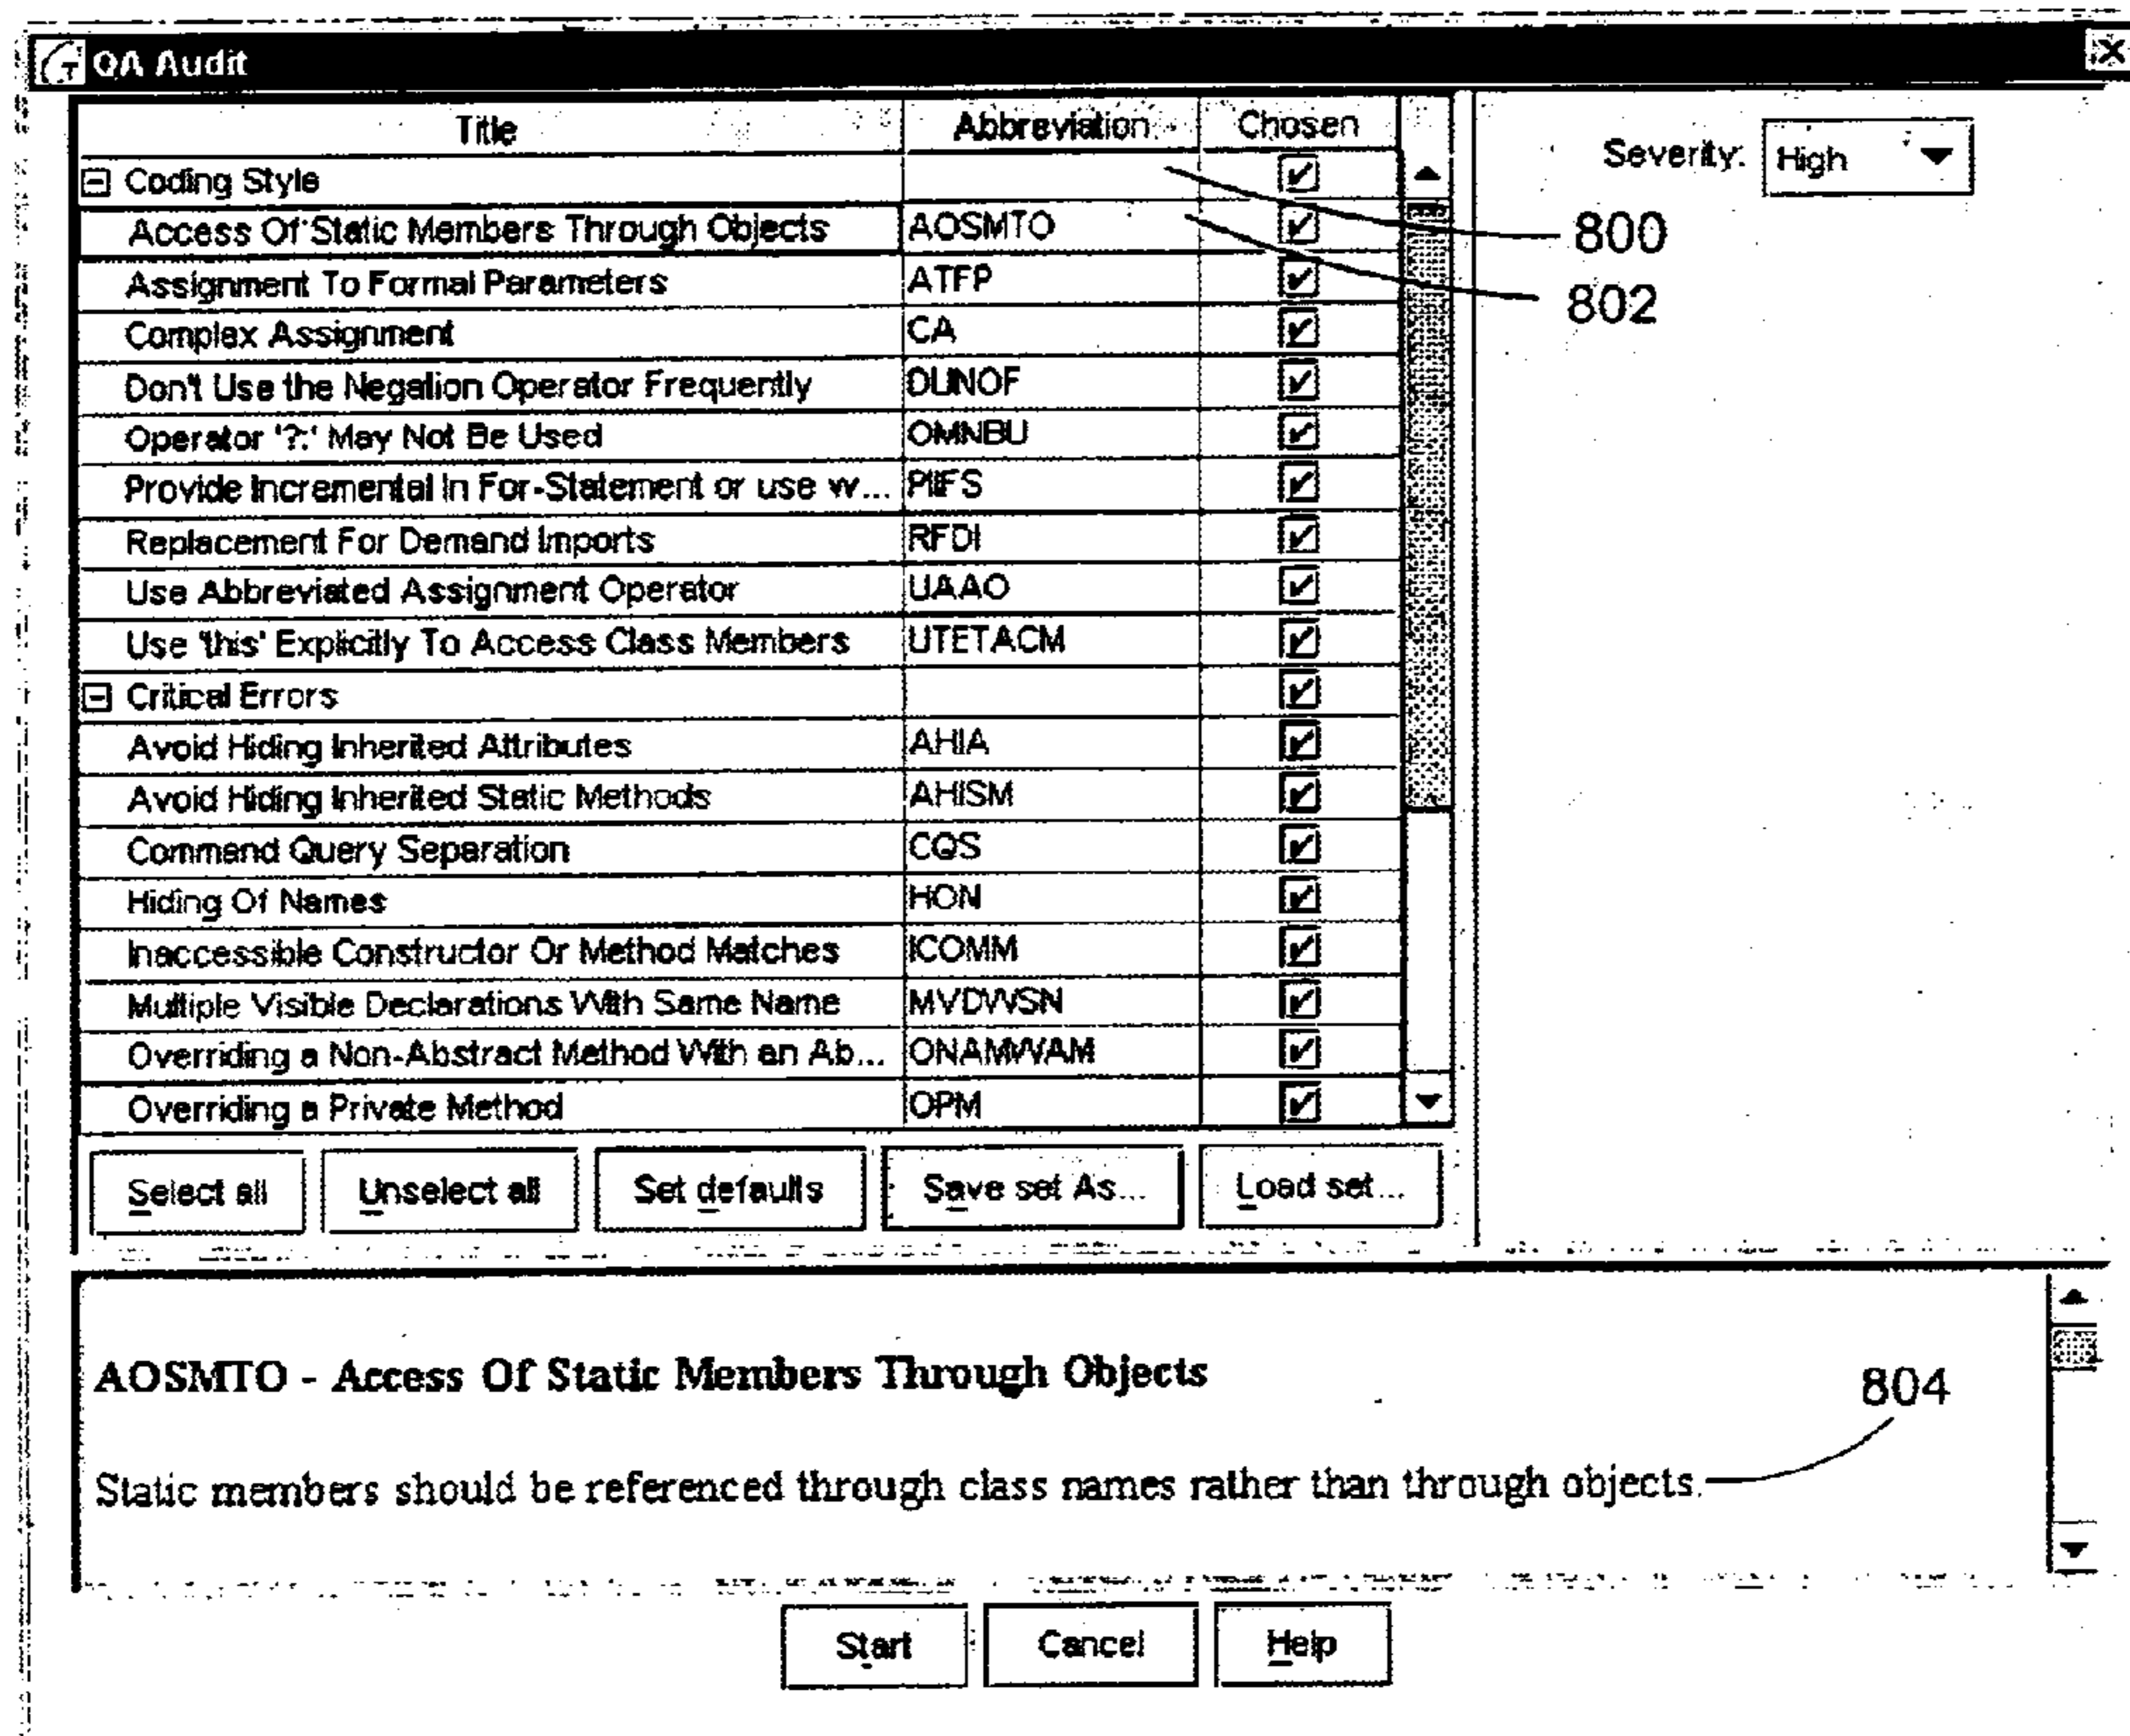 QA Audit
Title Abbreviation Chosen
Severity: High
Coding Style
800
Access Of Static Members Through Objects AOSMTO
802
Assignment To Formal Parameters ATFP
Complex Assignment CA
Don't Use the Negation Operator Frequently DUNOF
Operator '?:' May Not Be Used OMNBU
Provide Incremental In For-Statement or use w... PIIFS
Replacement For Demand Imports RFDI
Use Abbreviated Assignment Operator UAAO
Use 'this' Explicitly To Access Class Members UTETACM
Critical Errors
Avoid Hiding Inherited Attributes AHIA
Avoid Hiding Inherited Static Methods AHISM
Command Query Separation CQS
Hiding Of Names HON
Inaccessible Constructor Or Method Matches ICOMM
Multiple Visible Declarations With Same Name MVDWSN
Overriding a Non-Abstract Method With an Ab... ONAMWAM
Overriding a Private Method OPM
Select all Unselect all Set defaults Save set As... Load set...
AOSMTO - Access Of Static Members Through Objects
804
Static members should be referenced through class names rather than through objects.
Start Cancel Help